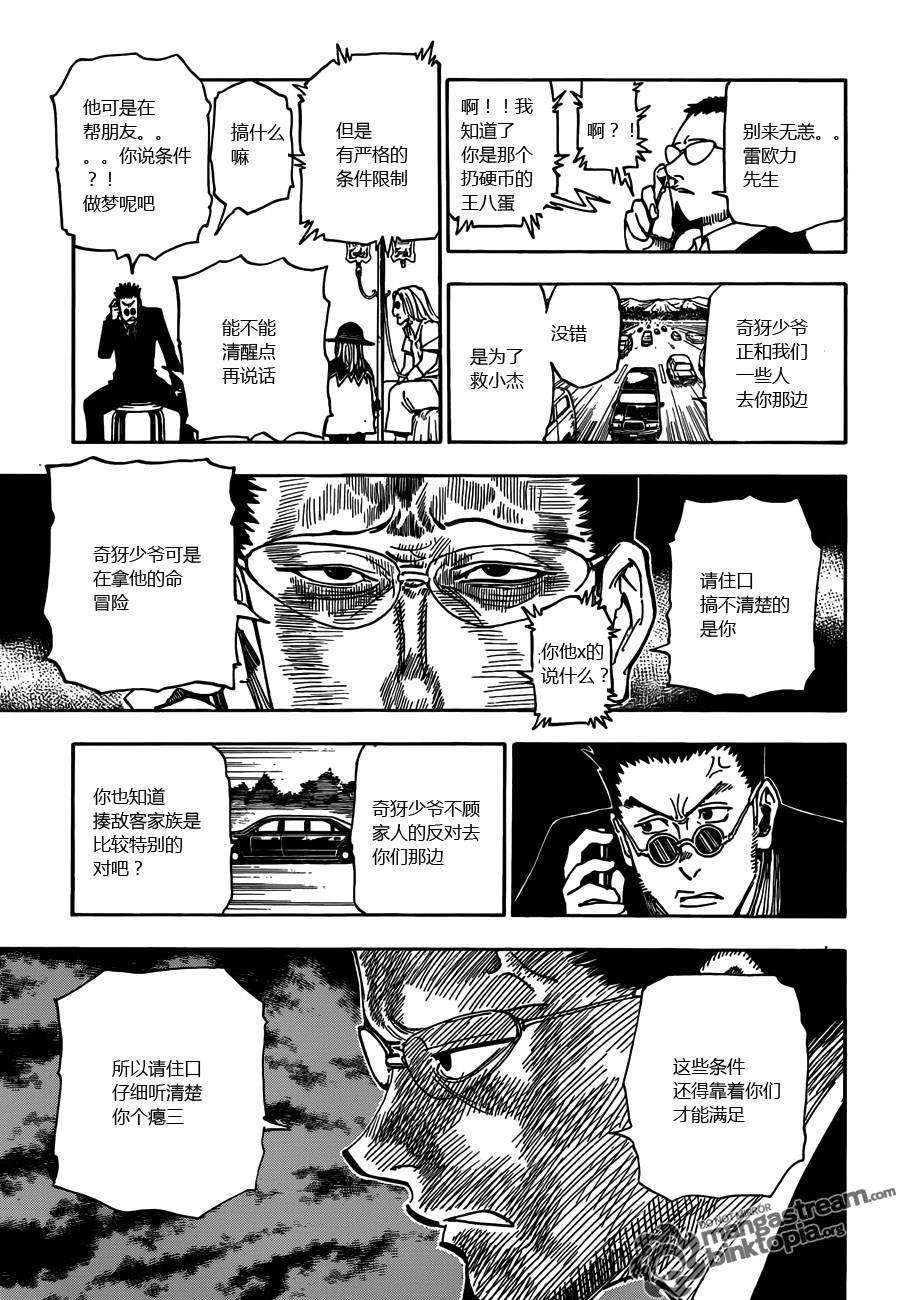 别来无恙。。
雷欧力
先生
啊？！
啊！！我
知道了
你是那个
扔硬币的
王八蛋
奇犽少爷
正和我们
一些人
去你那边
没错
是为了
救小杰
但是
有严格的
条件限制
搞什么
嘛
他可是在
帮朋友。。
。。你说条件
？！
做梦呢吧
能不能
清醒点
再说话
请住口
搞不清楚的
是你
你他x的
说什么？
奇犽少爷可是
在拿他的命
冒险
奇犽少爷不顾
家人的反对去
你们那边
你也知道
揍敌客家族是
比较特别的
对吧？
这些条件
还得靠着你们
才能满足
所以请住口
仔细听清楚
你个瘪三
DO NOT MIRROR
mangastream.com
binktopia.org